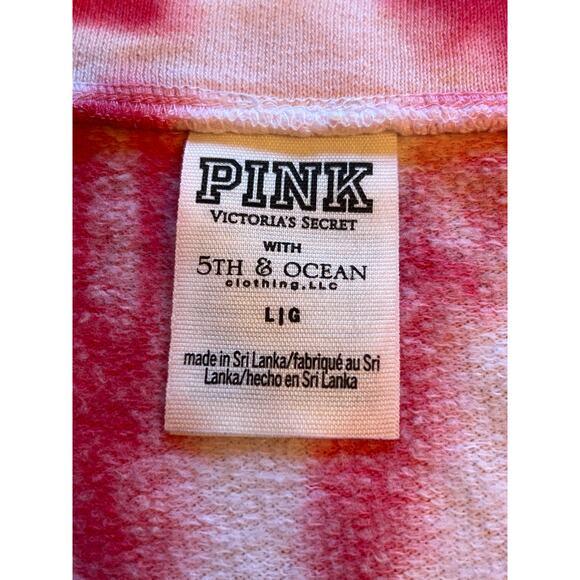 PINK
VICTORIA'S SECRET
WITH
5TH & OCEAN
clothing,LLC
L|G
made in Sri Lanka/fabriqué au Sri
Lanka/hecho en Sri Lanka